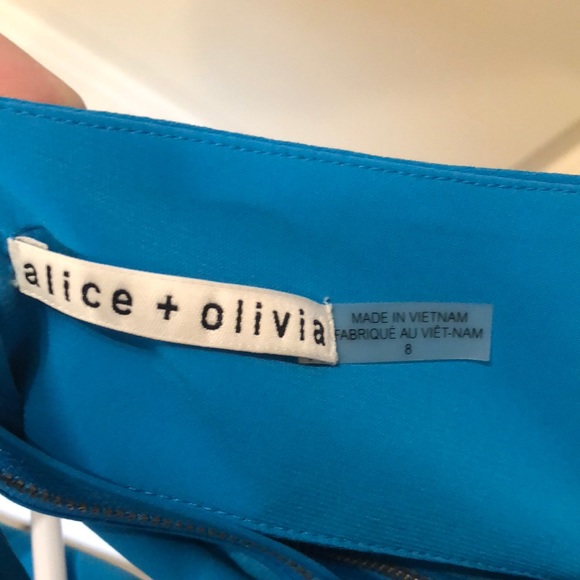 alice + olivia
MADE IN VIETNAM
FABRIQUÉ AU VIÊT-NAM
8